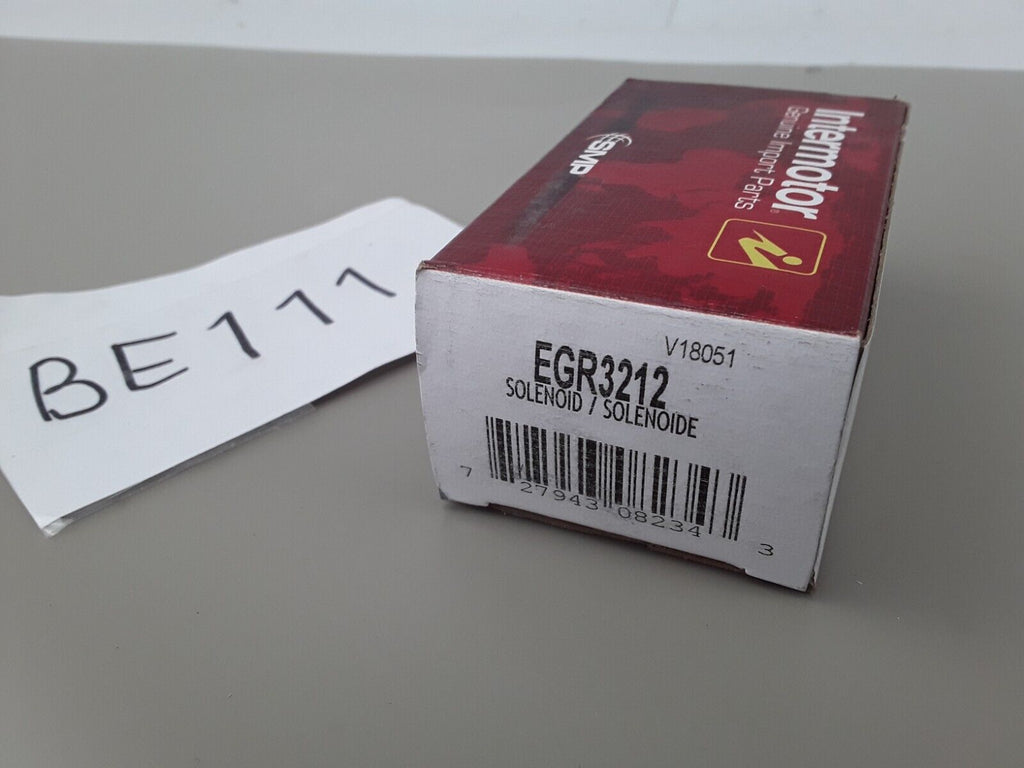 BE111
Intermotor®
Genuine Import Parts
SMP
V18051
EGR3212
SOLENOID / SOLENOIDE
7 27943 08234 3